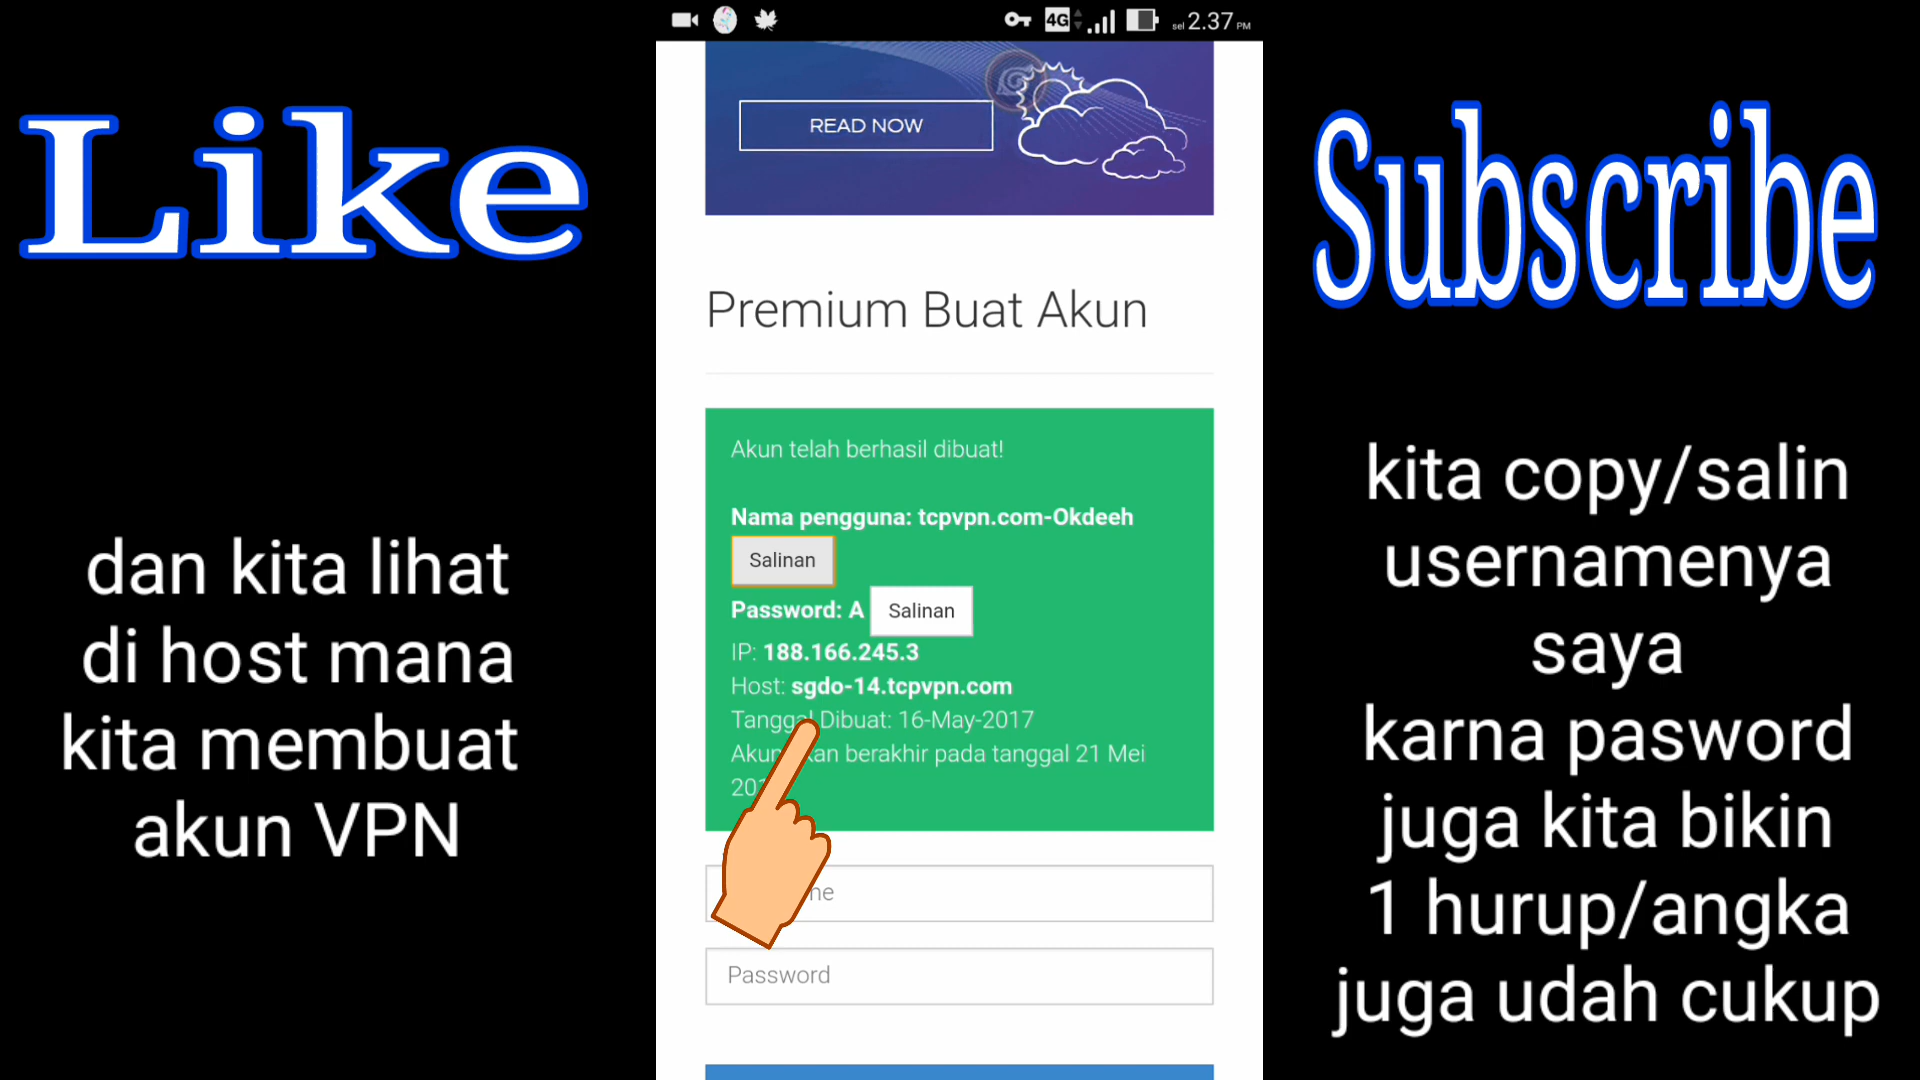 4G sel 2.37 PM
Like
Subscribe
READ NOW
Premium Buat Akun
Akun telah berhasil dibuat!
Nama pengguna: tcpvpn.com-Okdeeh
Salinan
Password: A Salinan
IP: 188.166.245.3
Host: sgdo-14.tcpvpn.com
Dibuat: 16-May-2017
berakhir pada tanggal 21 Mei
Password
dan kita lihat
di host mana
kita membuat
akun VPN
kita copy/salin
usernamenya
saya
karna pasword
juga kita bikin
1 hurup/angka
juga udah cukup